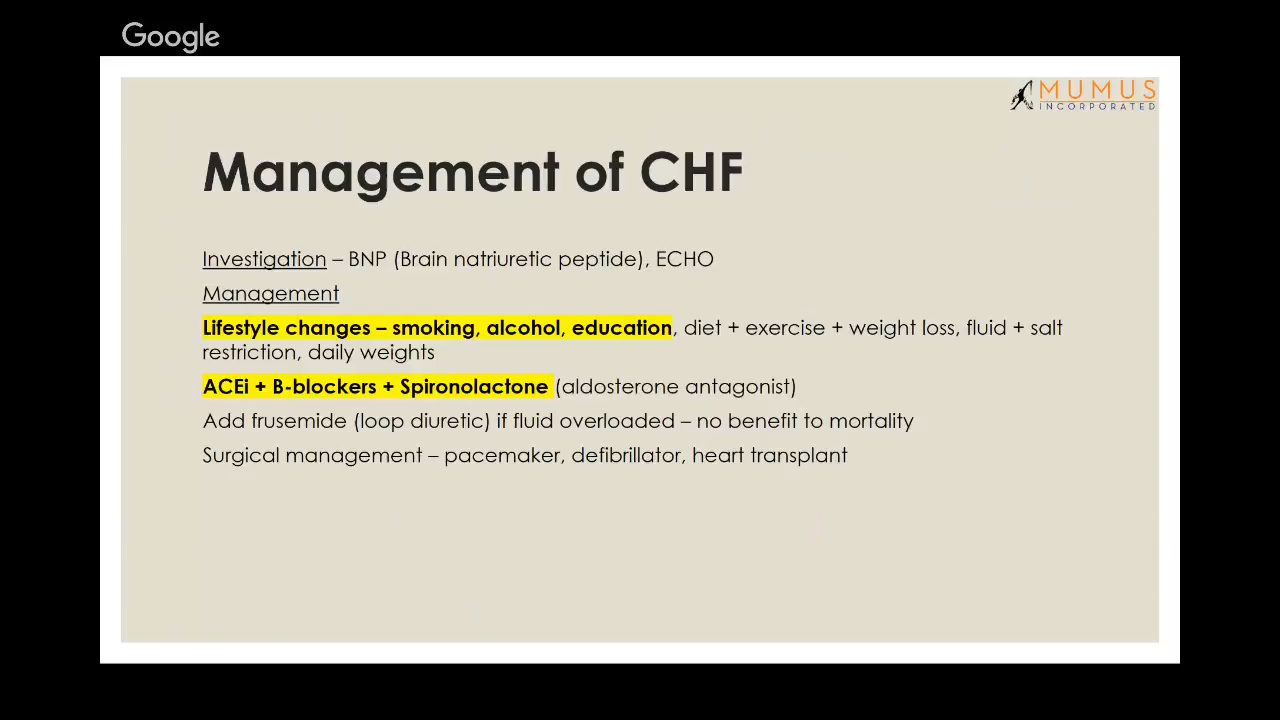 Google
MUMUS
INCORPORATED
Management of CHF
Investigation – BNP (Brain natriuretic peptide), ECHO
Management
Lifestyle changes – smoking, alcohol, education, diet + exercise + weight loss, fluid + salt
restriction, daily weights
ACEi + B-blockers + Spironolactone (aldosterone antagonist)
Add frusemide (loop diuretic) if fluid overloaded – no benefit to mortality
Surgical management – pacemaker, defibrillator, heart transplant